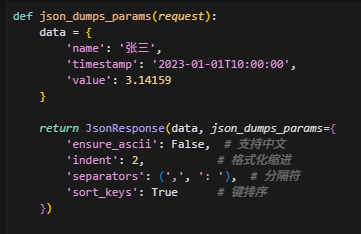 def json_dumps_params(request):
    data = {
        'name': '张三',
        'timestamp': '2023-01-01T10:00:00',
        'value': 3.14159
    }

    return JsonResponse(data, json_dumps_params={
        'ensure_ascii': False,  # 支持中文
        'indent': 2,           # 格式化缩进
        'separators': (',', ': '),  # 分隔符
        'sort_keys': True      # 键排序
    })